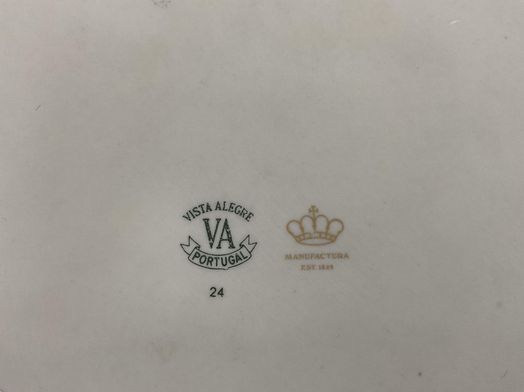 VISTA ALEGRE
VA
PORTUGAL
24
MANUFACTURA
EST. 1824